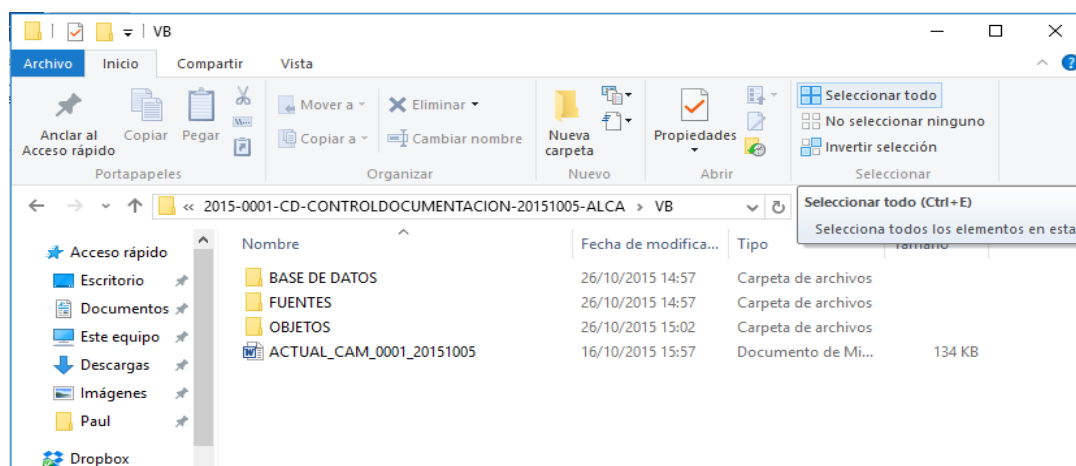 VB
Archivo Inicio Compartir Vista
Anclar al Acceso rápido
Copiar
Pegar
Portapapeles
Mover a
Copiar a
Eliminar
Cambiar nombre
Organizar
Nueva carpeta
Nuevo
Propiedades
Abrir
Seleccionar todo
No seleccionar ninguno
Invertir selección
Seleccionar
« 2015-0001-CD-CONTROLDOCUMENTACION-20151005-ALCA > VB
Seleccionar todo (Ctrl+E)
Selecciona todos los elementos en esta
Acceso rápido
Escritorio
Documentos
Este equipo
Descargas
Imágenes
Paul
Dropbox
Nombre Fecha de modifica... Tipo Tamaño
BASE DE DATOS 26/10/2015 14:57 Carpeta de archivos
FUENTES 26/10/2015 14:57 Carpeta de archivos
OBJETOS 26/10/2015 15:02 Carpeta de archivos
ACTUAL_CAM_0001_20151005 16/10/2015 15:57 Documento de Mi... 134 KB